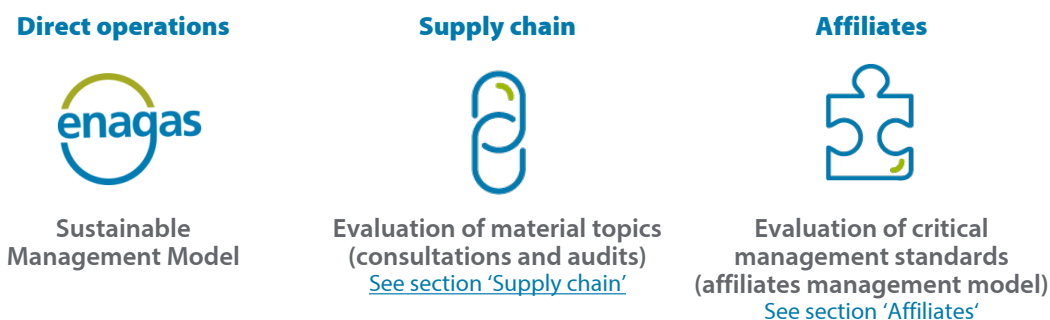 Direct operations
enagas
Sustainable
Management Model
Supply chain
Evaluation of material topics
(consultations and audits)
See section ‘Supply chain’
Affiliates
Evaluation of critical
management standards
(affiliates management model)
See section ‘Affiliates‘